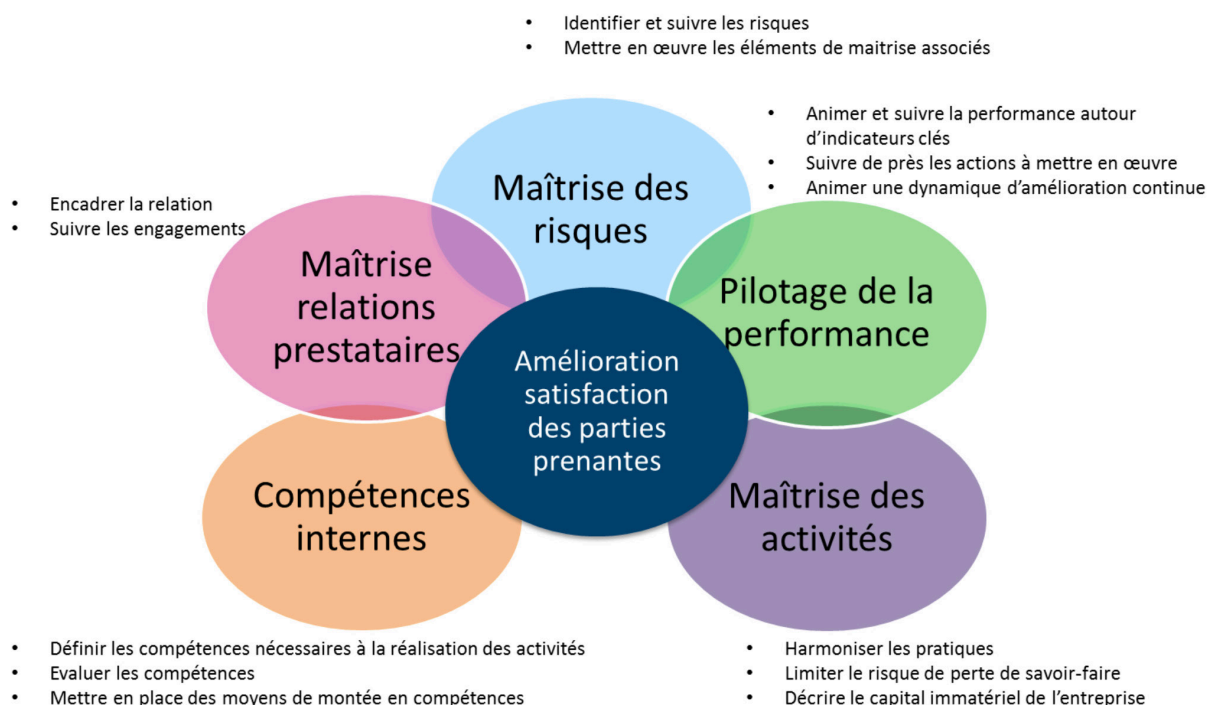 • Identifier et suivre les risques
• Mettre en œuvre les éléments de maitrise associés
• Animer et suivre la performance autour
d'indicateurs clés
• Suivre de près les actions à mettre en œuvre
• Animer une dynamique d'amélioration continue
• Encadrer la relation
• Suivre les engagements
Maîtrise des
risques
Maîtrise
relations
prestataires
Pilotage de la
performance
Amélioration
satisfaction
des parties
prenantes
Compétences
internes
Maîtrise des
activités
• Définir les compétences nécessaires à la réalisation des activités
• Evaluer les compétences
• Mettre en place des moyens de montée en compétences
• Harmoniser les pratiques
• Limiter le risque de perte de savoir-faire
• Décrire le capital immatériel de l'entreprise